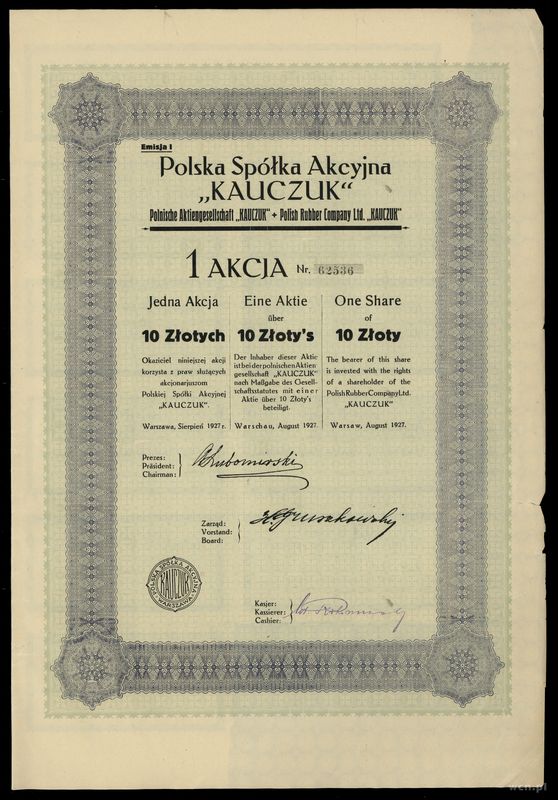 Emisja I
Polska Spółka Akcyjna
„KAUCZUK“
Polnische Aktiengesellschaft „KAUCZUK“ + Polish Rubber Company Ltd. „KAUCZUK“
1 AKCJA Nr. 62536
Jedna Akcja
10 Złotych
Okaziciel niniejszej akcji
korzysta z praw służących
akcjonarjuszom
Polskiej Spółki Akcyjnej
„KAUCZUK“.
Warszawa, Sierpień 1927 r.
Eine Aktie
über
10 Złoty's
Der Inhaber dieser Aktie
ist bei der polnischen Aktien-
gesellschaft „KAUCZUK“
nach Maßgabe des Gesell-
schaftsstatutes mit einer
Aktie über 10 Złoty's
beteiligt.
Warschau, August 1927.
One Share
of
10 Złoty
The bearer of this share
is invested with the rights
of a shareholder of the
Polish Rubber Company Ltd.
„KAUCZUK“
Warsaw, August 1927.
Prezes:
Präsident:
Chairman:
Lubomirski
Zarząd:
Vorstand:
Board:
POLSKA SPÓŁKA AKCYJNA
KAUCZUK
WARSZAWA
Kasjer:
Kassierer:
Cashier:
wcn.pl